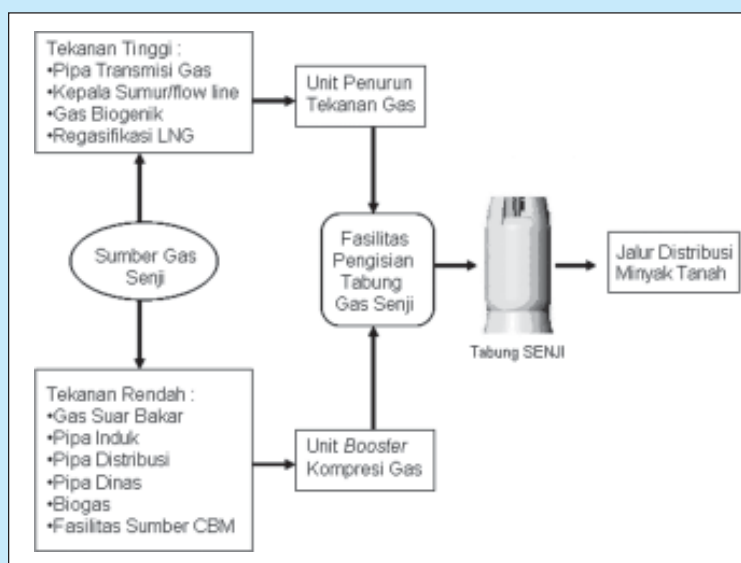 Tekanan Tinggi :
•Pipa Transmisi Gas
•Kepala Sumur/flow line
•Gas Biogenik
•Regasifikasi LNG
Unit Penurun
Tekanan Gas
Sumber Gas
Senji
Fasilitas
Pengisian
Tabung
Gas Senji
Tabung SENJI
Jalur Distribusi
Minyak Tanah
Tekanan Rendah :
•Gas Suar Bakar
•Pipa Induk
•Pipa Distribusi
•Pipa Dinas
•Biogas
•Fasilitas Sumber CBM
Unit Booster
Kompresi Gas